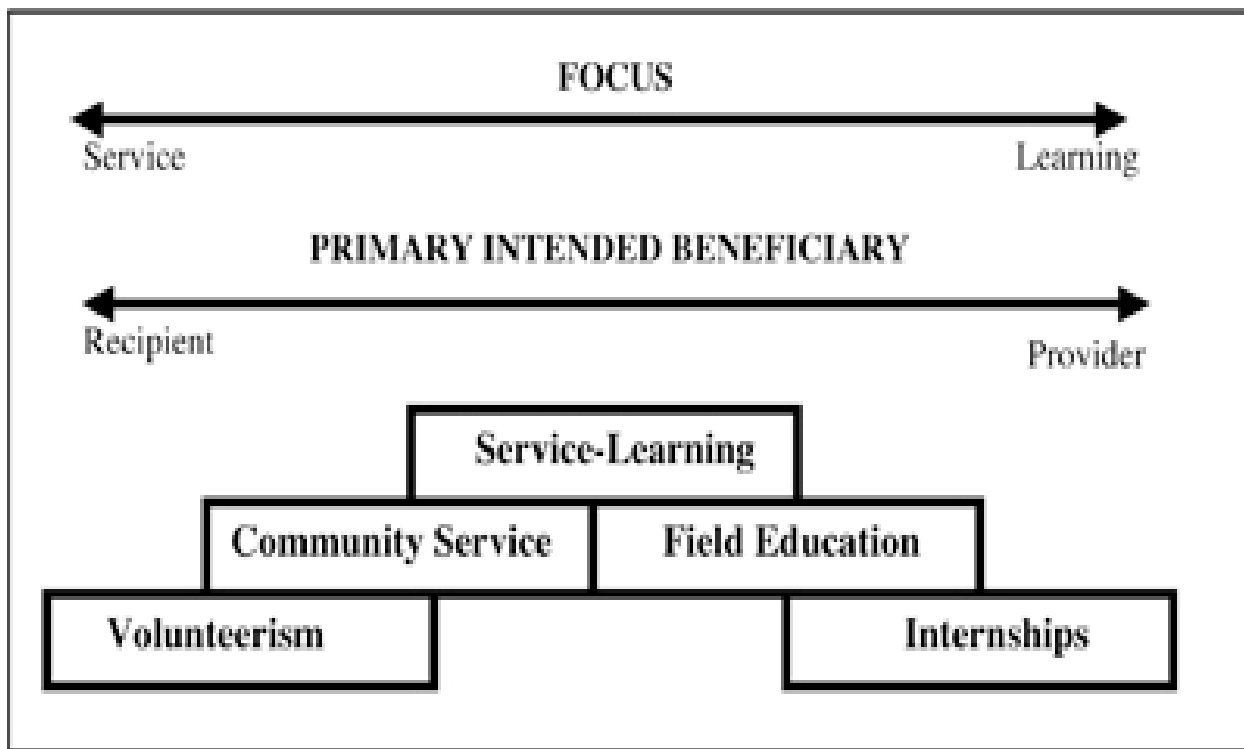 FOCUS
Service Learning
PRIMARY INTENDED BENEFICIARY
Recipient Provider
Service-Learning
Community Service Field Education
Volunteerism Internships